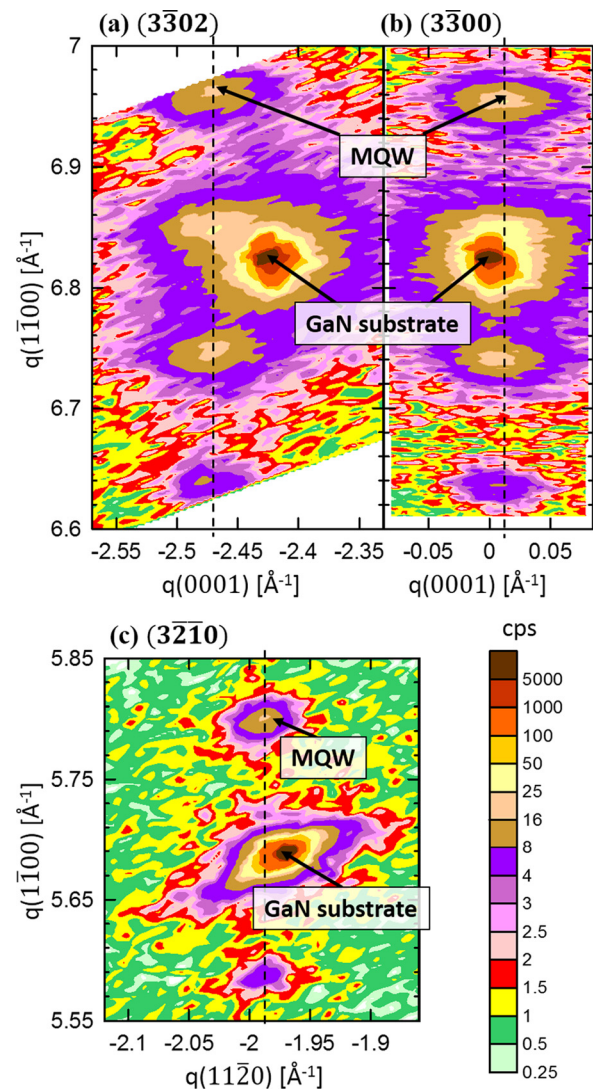 (a) (33̅02) (b) (33̅00)
7
6.9
6.8
6.7
6.6
q(11̅00) [Å-1]
MQW
GaN substrate
-2.55 -2.5 -2.45 -2.4 -2.35
-0.05 0 0.05
q(0001) [Å-1] q(0001) [Å-1]
(c) (32̅1̅0)
5.85
5.75
5.65
5.55
q(11̅00) [Å-1]
MQW
GaN substrate
-2.1 -2.05 -2 -1.95 -1.9
q(112̅0) [Å-1]
cps
5000
1000
100
50
25
16
8
4
3
2.5
2
1.5
1
0.5
0.25